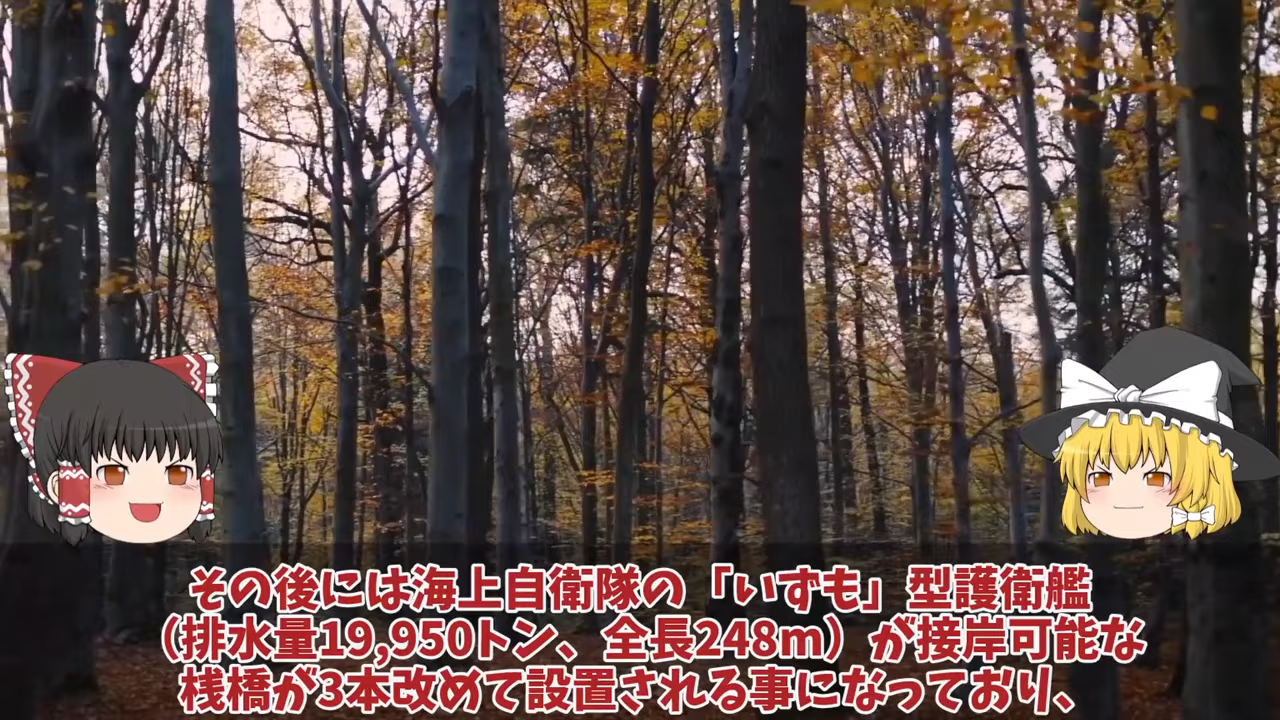 その後には海上自衛隊の「いずも」型護衛艦
（排水量19,950トン、全長248m）が接岸可能な
桟橋が3本改めて設置される事になっており、